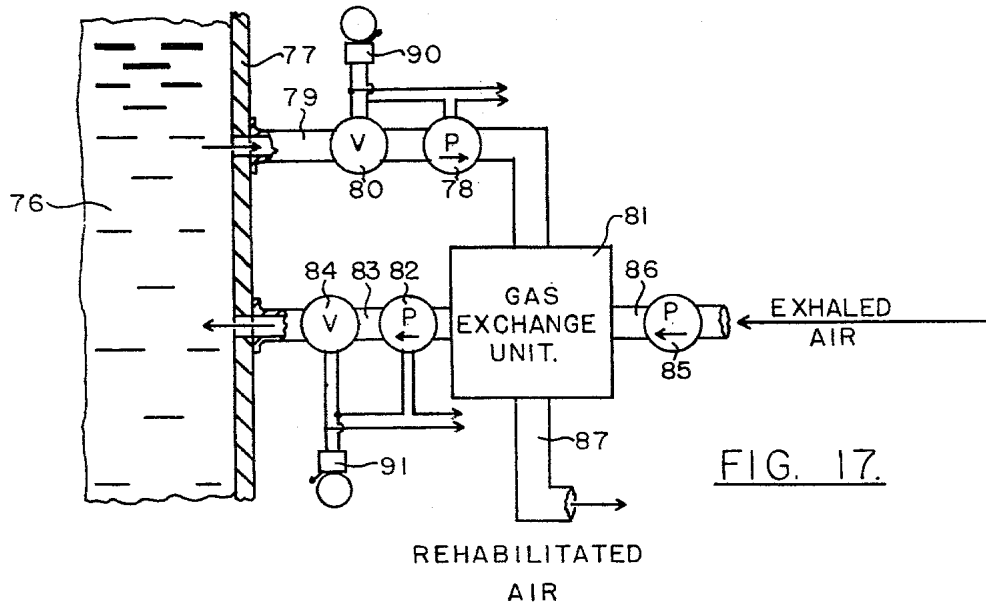 90
77
79
V
P
80
78
76
81
84
83
82
86
GAS
EXCHANGE
UNIT.
V
P
P
EXHALED
AIR
85
91
87
FIG. 17.
REHABILITATED
AIR